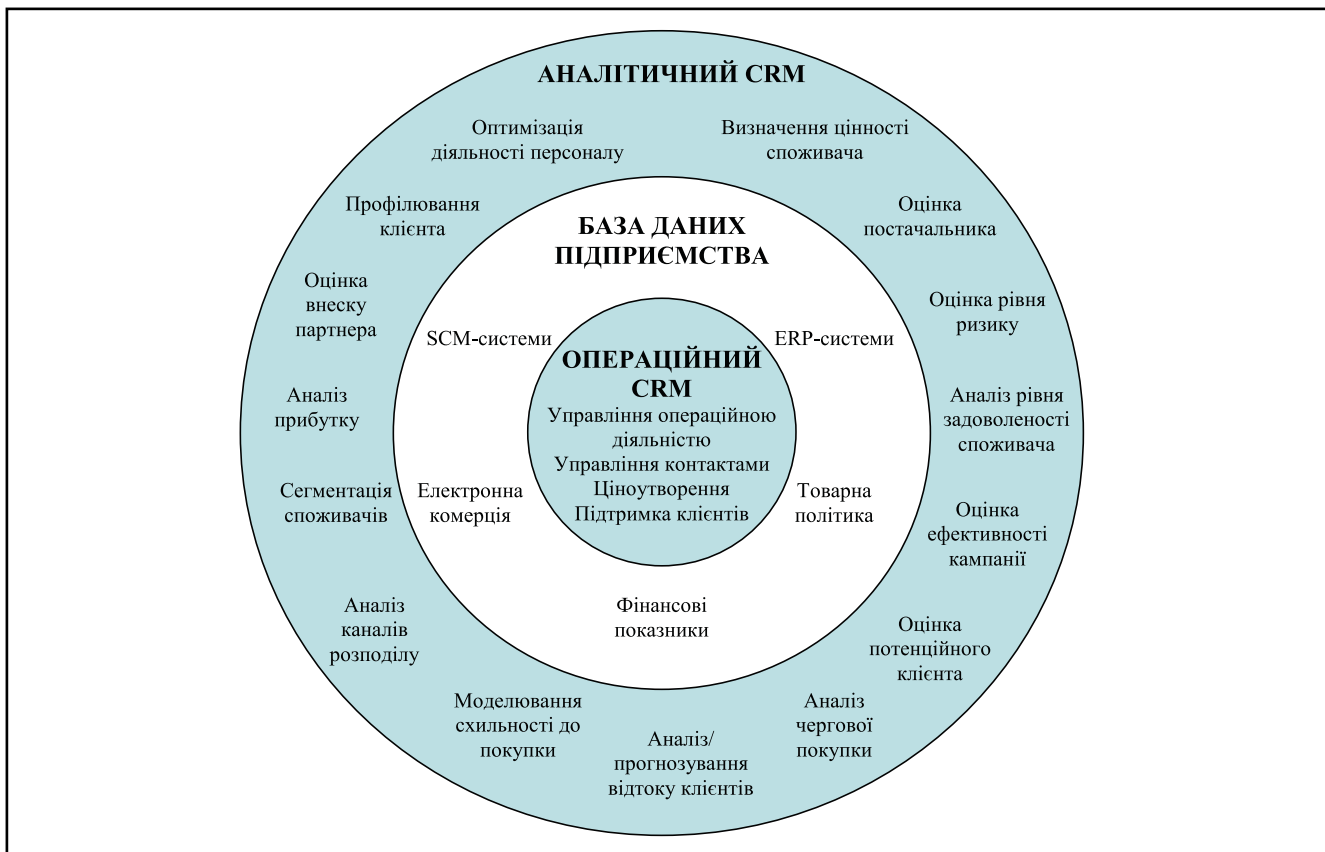 АНАЛІТИЧНИЙ CRM
Оптимізація
діяльності персоналу
Визначення цінності
споживача
Профілювання
клієнта
Оцінка
постачальника
Оцінка
внеску
партнера
Оцінка рівня
ризику
Аналіз
прибутку
Аналіз рівня
задоволеності
споживача
Сегментація
споживачів
Оцінка
ефективності
кампанії
Аналіз
каналів
розподілу
Оцінка
потенційного
клієнта
Моделювання
схильності до
покупки
Аналіз/
прогнозування
відтоку клієнтів
Аналіз
чергової
покупки
БАЗА ДАНИХ
ПІДПРИЄМСТВА
SCM-системи
ERP-системи
Електронна
комерція
Товарна
політика
Фінансові
показники
ОПЕРАЦІЙНИЙ
CRM
Управління операційною
діяльністю
Управління контактами
Ціноутворення
Підтримка клієнтів